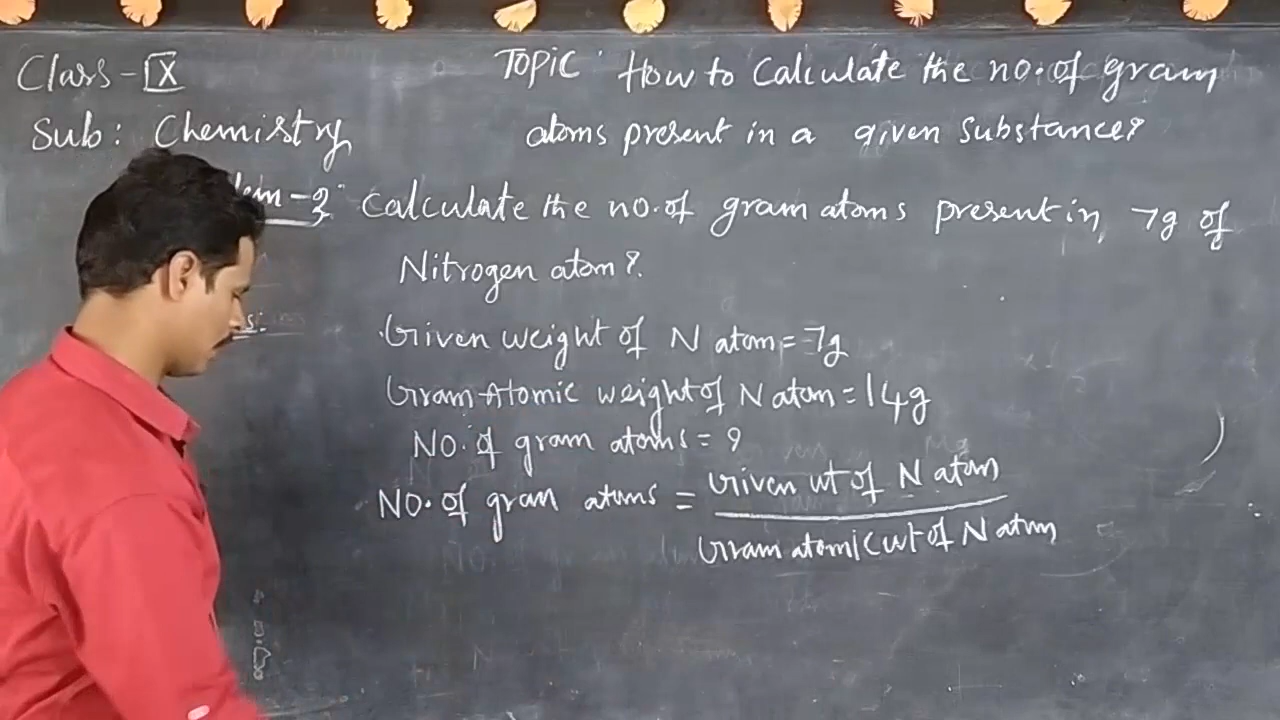 Class - IX
TOPIC: How to calculate the no. of gram
atoms present in a given substance?
Sub: Chemistry
calculate the no. of gram atoms present in 7g of
Nitrogen atom?
Given weight of N atom = 7g
Gram Atomic weight of N atom = 14g
No. of gram atoms = ?
No. of gram atoms = Given wt of N atom
Gram atomic wt of N atom